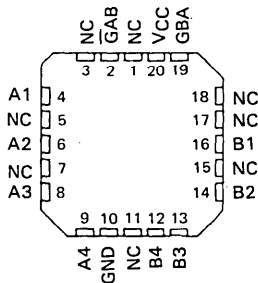 NC G̅AB NC VCC GBA
3 2 1 20 19
A1 4 18 NC
NC 5 17 NC
A2 6 16 B1
NC 7 15 NC
A3 8 14 B2
9 10 11 12 13
A4 GND NC B4 B3